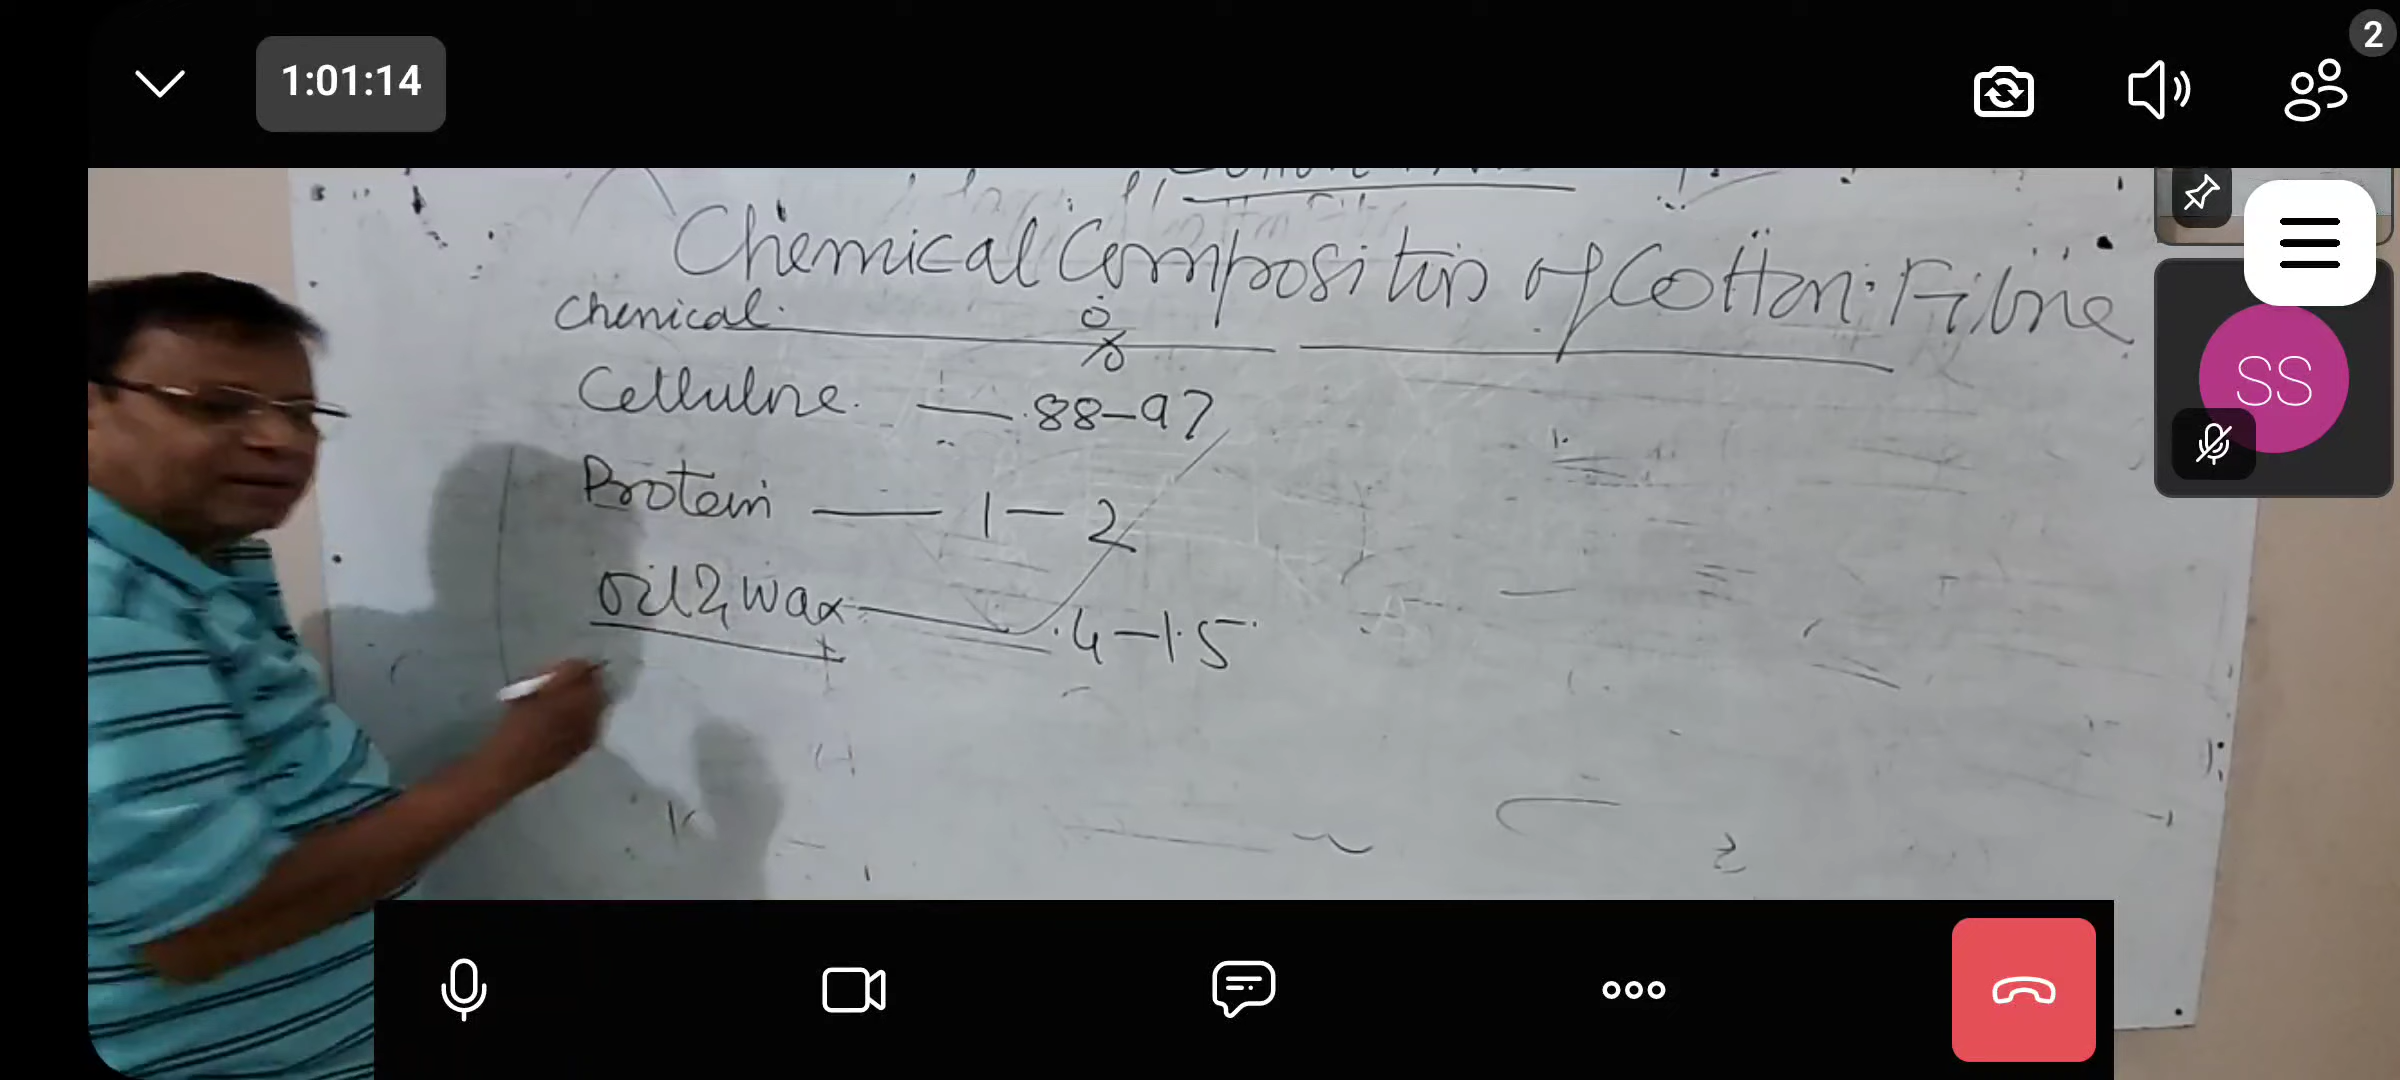 1:01:14
2
Chemical Composition of Cotton Fibre
Chemical %
Cellulose — 88-97
Protein — 1-2
oil & wax — .4-1.5
SS